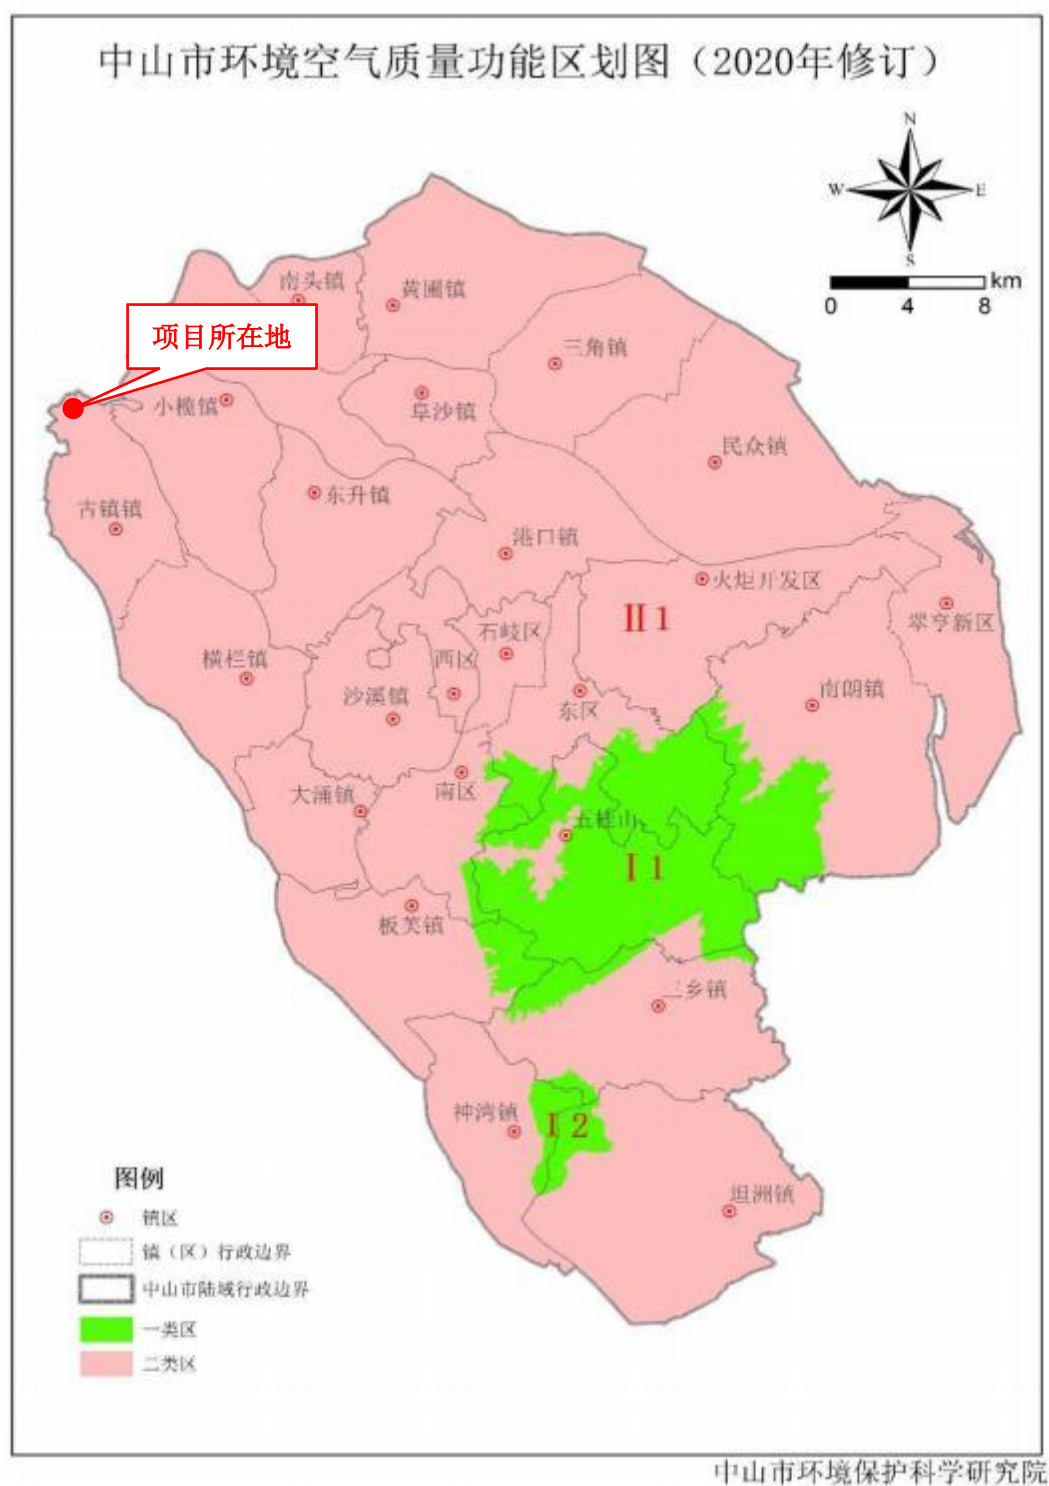 中山市环境空气质量功能区划图（2020年修订）
N
W
E
S
km
0 4 8
南头镇
黄圃镇
项目所在地
三角镇
小榄镇
阜沙镇
民众镇
东升镇
古镇镇
港口镇
火炬开发区
翠亨新区
II1
石岐区
西区
横栏镇
沙溪镇
东区
南朗镇
大涌镇
南区
五桂山
I1
板芙镇
三乡镇
神湾镇
I2
坦洲镇
图例
镇区
镇（区）行政边界
中山市陆域行政边界
一类区
二类区
中山市环境保护科学研究院